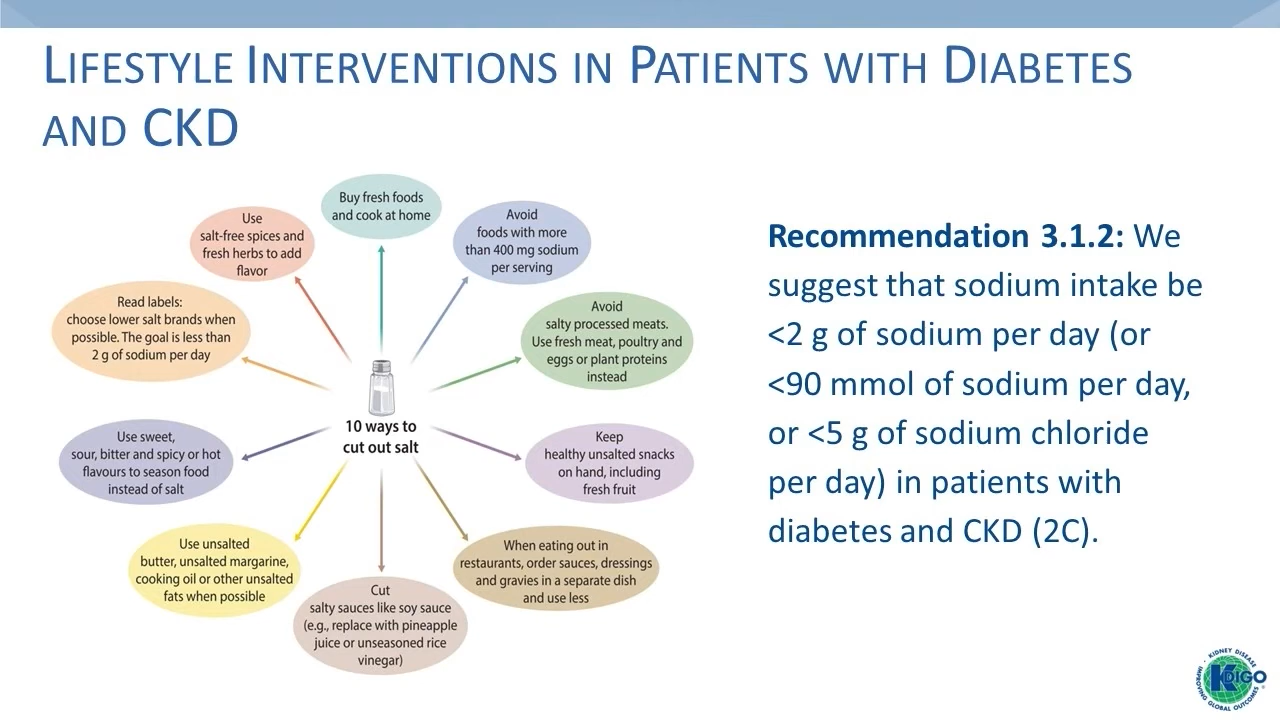 LIFESTYLE INTERVENTIONS IN PATIENTS WITH DIABETES
AND CKD
Buy fresh foods
and cook at home
Avoid
foods with more
than 400 mg sodium
per serving
Avoid
salty processed meats.
Use fresh meat, poultry and
eggs or plant proteins
instead
Keep
healthy unsalted snacks
on hand, including
fresh fruit
When eating out in
restaurants, order sauces, dressings
and gravies in a separate dish
and use less
Cut
salty sauces like soy sauce
(e.g., replace with pineapple
juice or unseasoned rice
vinegar)
Use unsalted
butter, unsalted margarine,
cooking oil or other unsalted
fats when possible
Use sweet,
sour, bitter and spicy or hot
flavours to season food
instead of salt
Read labels:
choose lower salt brands when
possible. The goal is less than
2 g of sodium per day
Use
salt-free spices and
fresh herbs to add
flavor
10 ways to
cut out salt
Recommendation 3.1.2: We
suggest that sodium intake be
<2 g of sodium per day (or
<90 mmol of sodium per day,
or <5 g of sodium chloride
per day) in patients with
diabetes and CKD (2C).
KIDNEY DISEASE
KDIGO
IMPROVING GLOBAL OUTCOMES